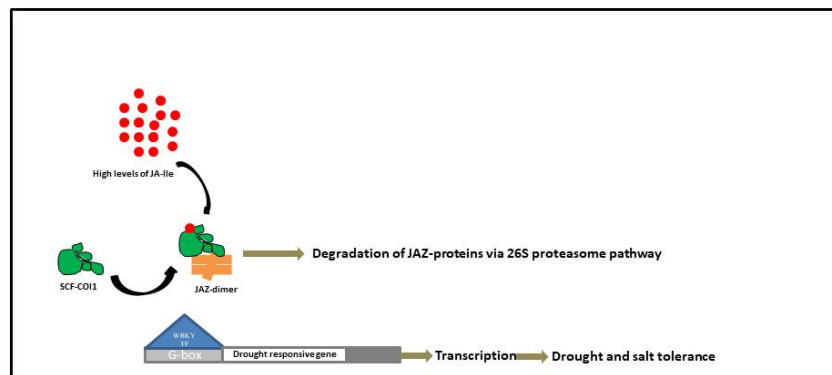 High levels of JA-Ile
Degradation of JAZ-proteins via 26S proteasome pathway
SCF-COI1
JAZ-dimer
WRKY
TF
G-box
Drought responsive gene
Transcription
Drought and salt tolerance